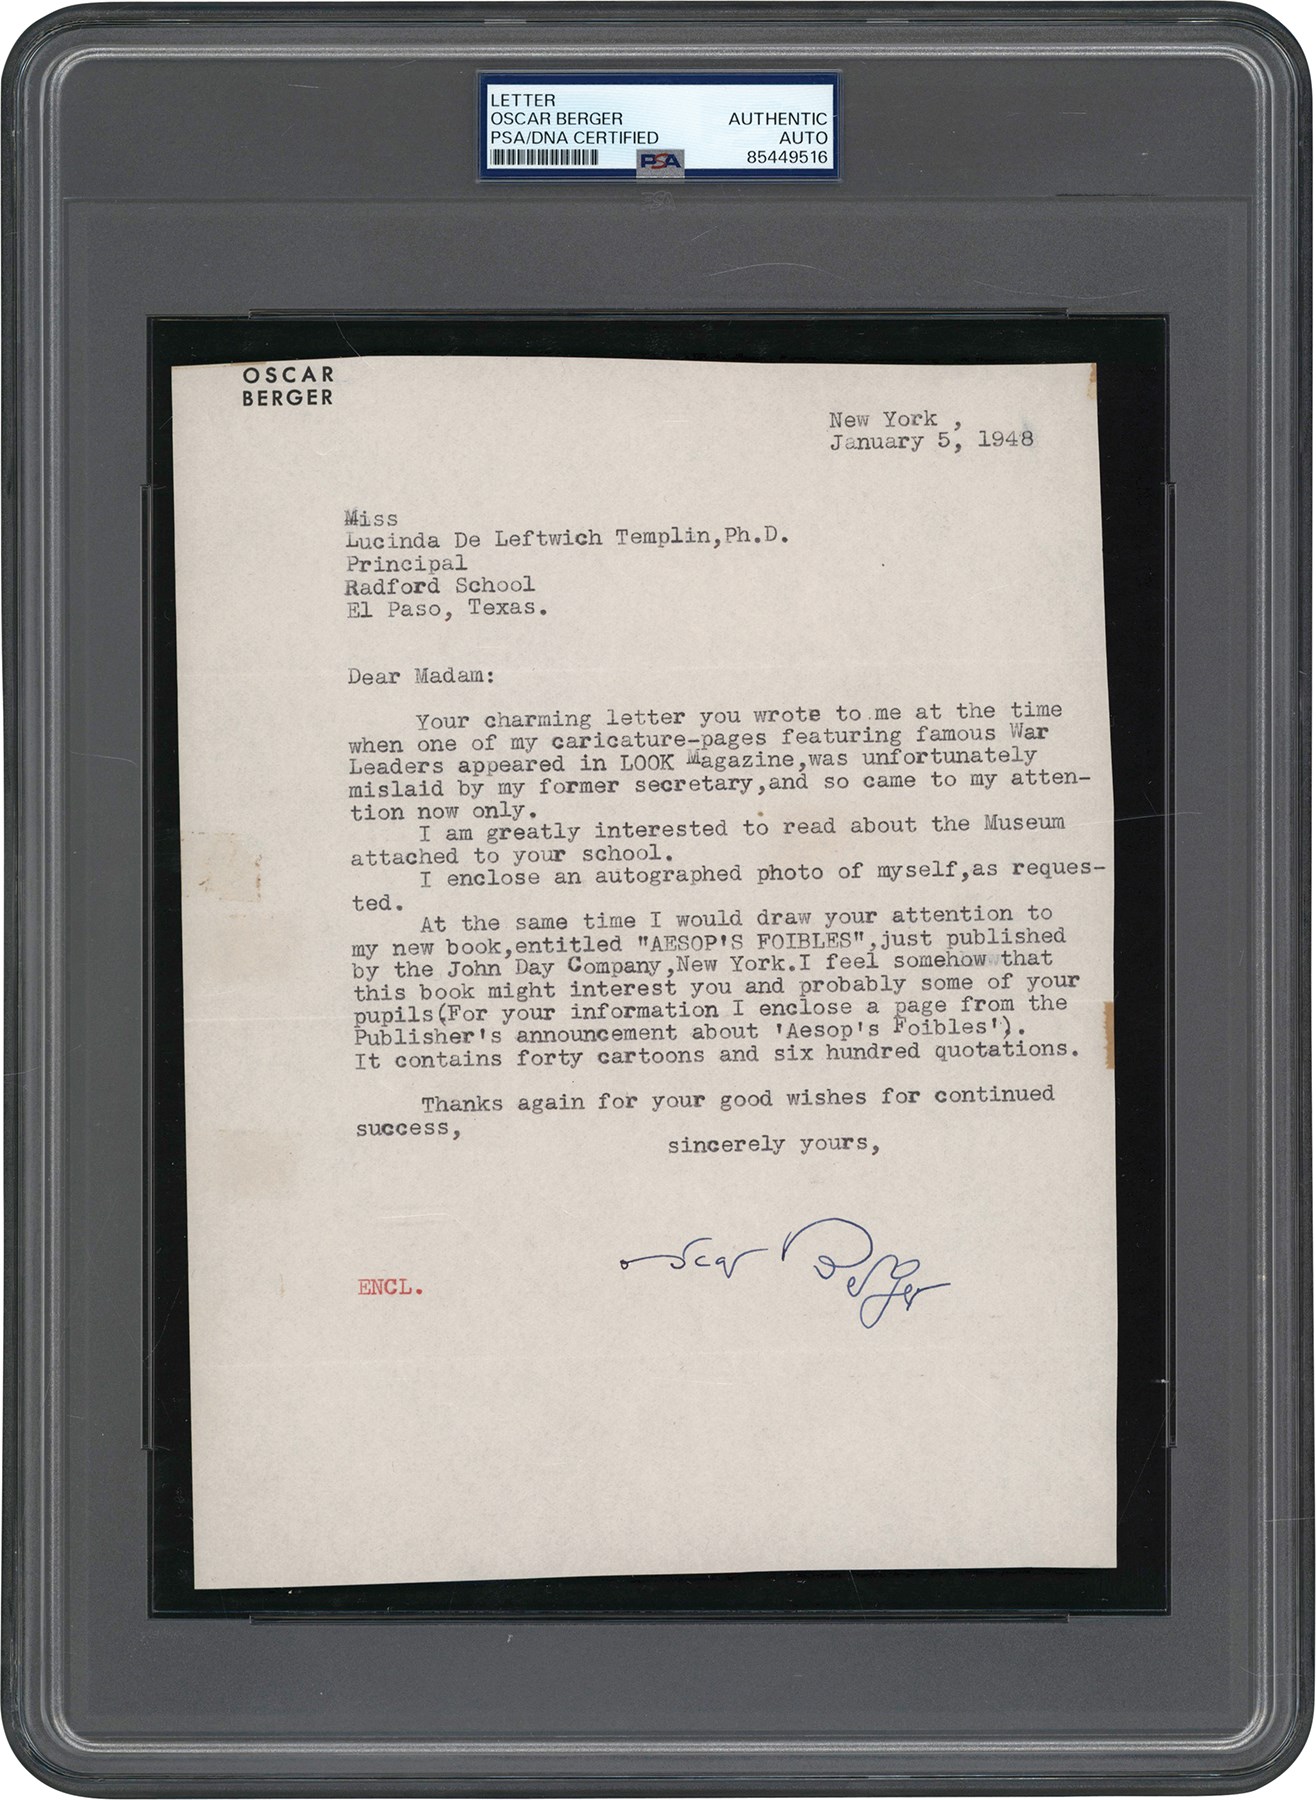 LETTER
OSCAR BERGER
PSA/DNA CERTIFIED
AUTHENTIC
AUTO
85449516
PSA
OSCAR
BERGER
New York ,
January 5, 1948
Miss
Lucinda De Leftwich Templin,Ph.D.
Principal
Radford School
El Paso, Texas.
Dear Madam:
Your charming letter you wrote to me at the time
when one of my caricature-pages featuring famous War
Leaders appeared in LOOK Magazine,was unfortunately
mislaid by my former secretary,and so came to my atten-
tion now only.
I am greatly interested to read about the Museum
attached to your school.
I enclose an autographed photo of myself,as reques-
ted.
At the same time I would draw your attention to
my new book,entitled "AESOP'S FOIBLES",just published
by the John Day Company,New York.I feel somehow that
this book might interest you and probably some of your
pupils(For your information I enclose a page from the
Publisher's announcement about 'Aesop's Foibles').
It contains forty cartoons and six hundred quotations.
Thanks again for your good wishes for continued
success,
sincerely yours,
Oscar Berger
ENCL.